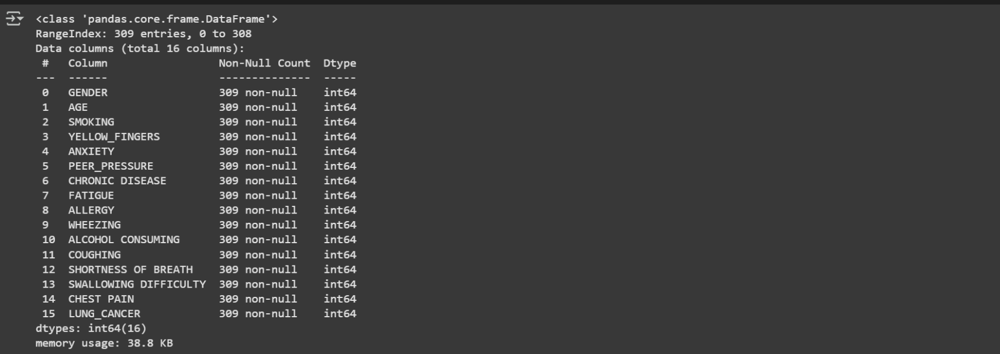 <class 'pandas.core.frame.DataFrame'>
RangeIndex: 309 entries, 0 to 308
Data columns (total 16 columns):
 #   Column                 Non-Null Count  Dtype
---  ------                 --------------  -----
 0   GENDER                 309 non-null    int64
 1   AGE                    309 non-null    int64
 2   SMOKING                309 non-null    int64
 3   YELLOW_FINGERS         309 non-null    int64
 4   ANXIETY                309 non-null    int64
 5   PEER_PRESSURE          309 non-null    int64
 6   CHRONIC DISEASE        309 non-null    int64
 7   FATIGUE                309 non-null    int64
 8   ALLERGY                309 non-null    int64
 9   WHEEZING               309 non-null    int64
 10  ALCOHOL CONSUMING      309 non-null    int64
 11  COUGHING               309 non-null    int64
 12  SHORTNESS OF BREATH    309 non-null    int64
 13  SWALLOWING DIFFICULTY  309 non-null    int64
 14  CHEST PAIN             309 non-null    int64
 15  LUNG_CANCER            309 non-null    int64
dtypes: int64(16)
memory usage: 38.8 KB